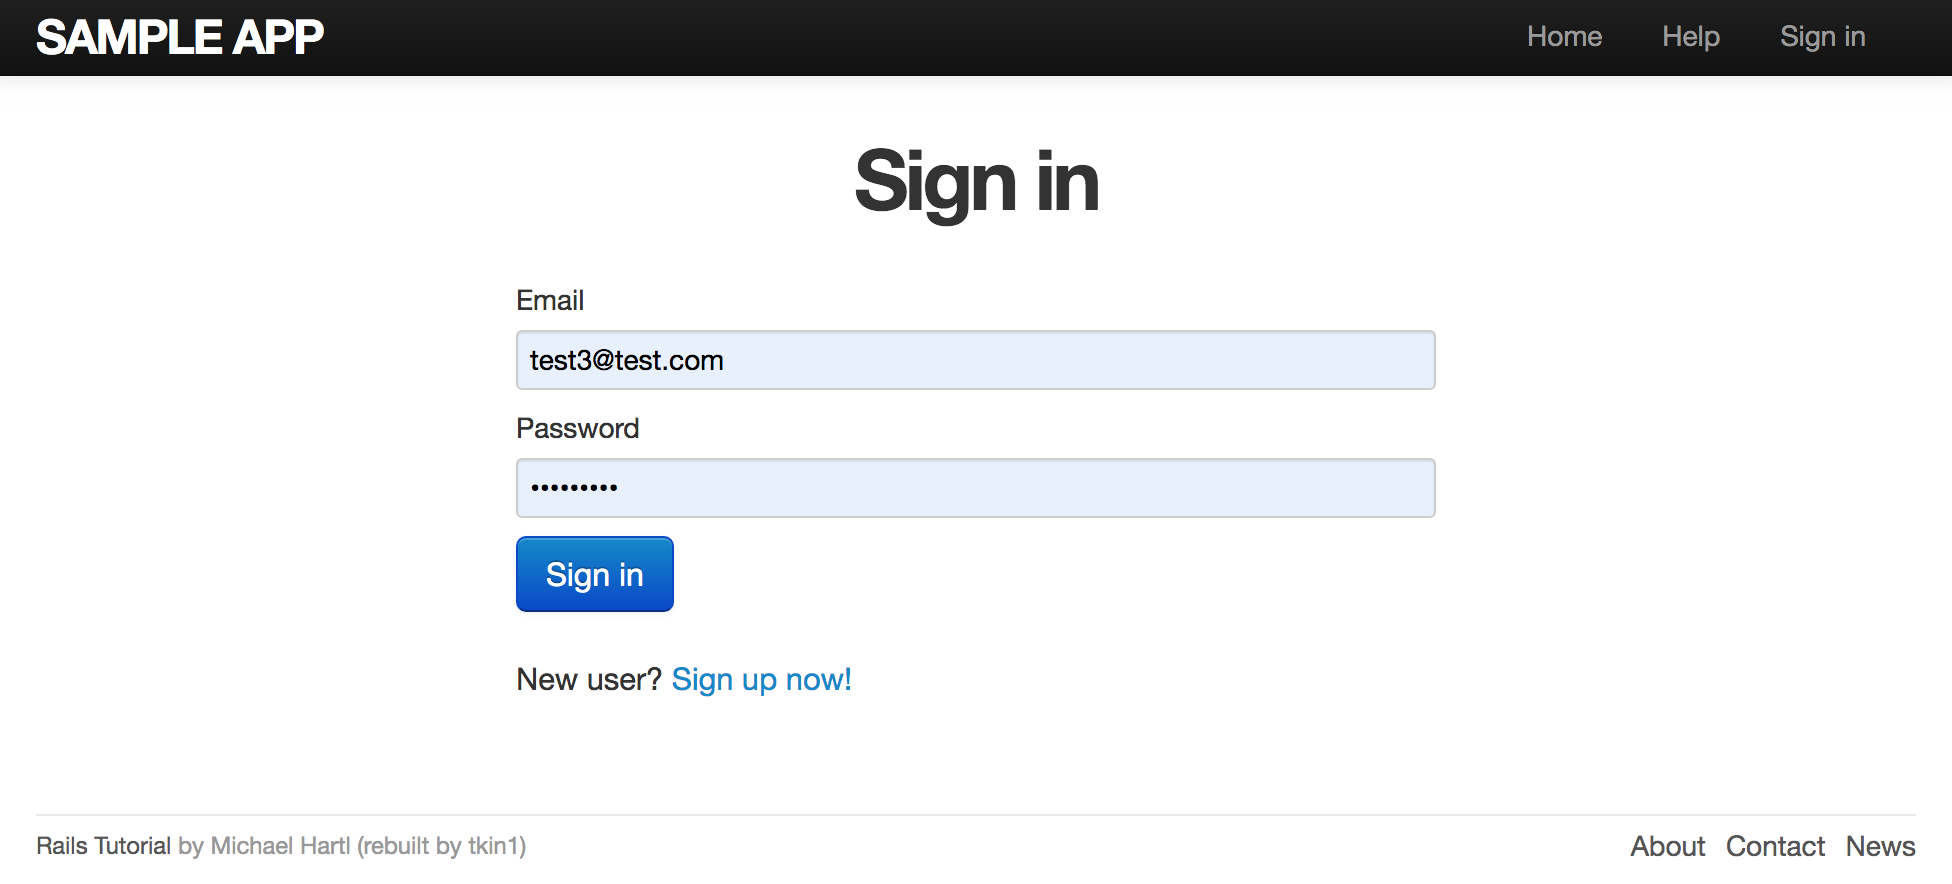 SAMPLE APP Home Help Sign in
Sign in
Email
test3@test.com
Password
•••••••••
Sign in
New user? Sign up now!
Rails Tutorial by Michael Hartl (rebuilt by tkin1) About Contact News